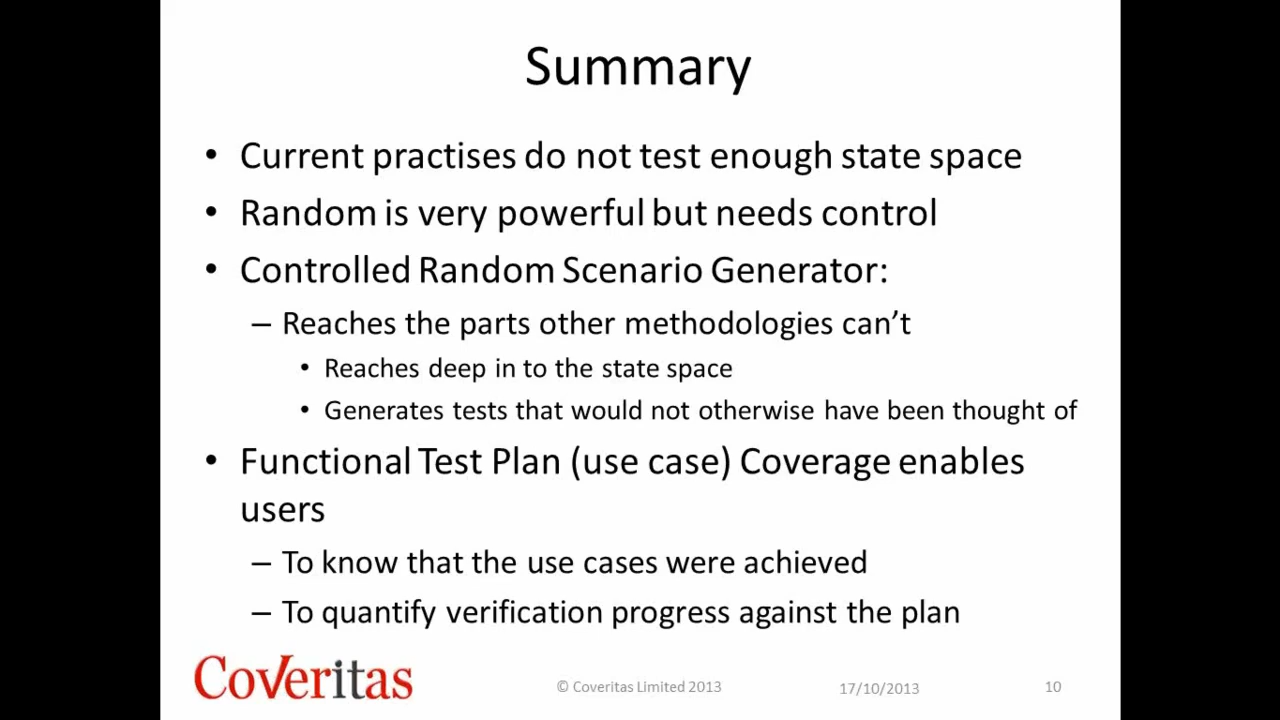 Summary
• Current practises do not test enough state space
• Random is very powerful but needs control
• Controlled Random Scenario Generator:
– Reaches the parts other methodologies can’t
• Reaches deep in to the state space
• Generates tests that would not otherwise have been thought of
• Functional Test Plan (use case) Coverage enables
users
– To know that the use cases were achieved
– To quantify verification progress against the plan
Coveritas
© Coveritas Limited 2013
17/10/2013
10